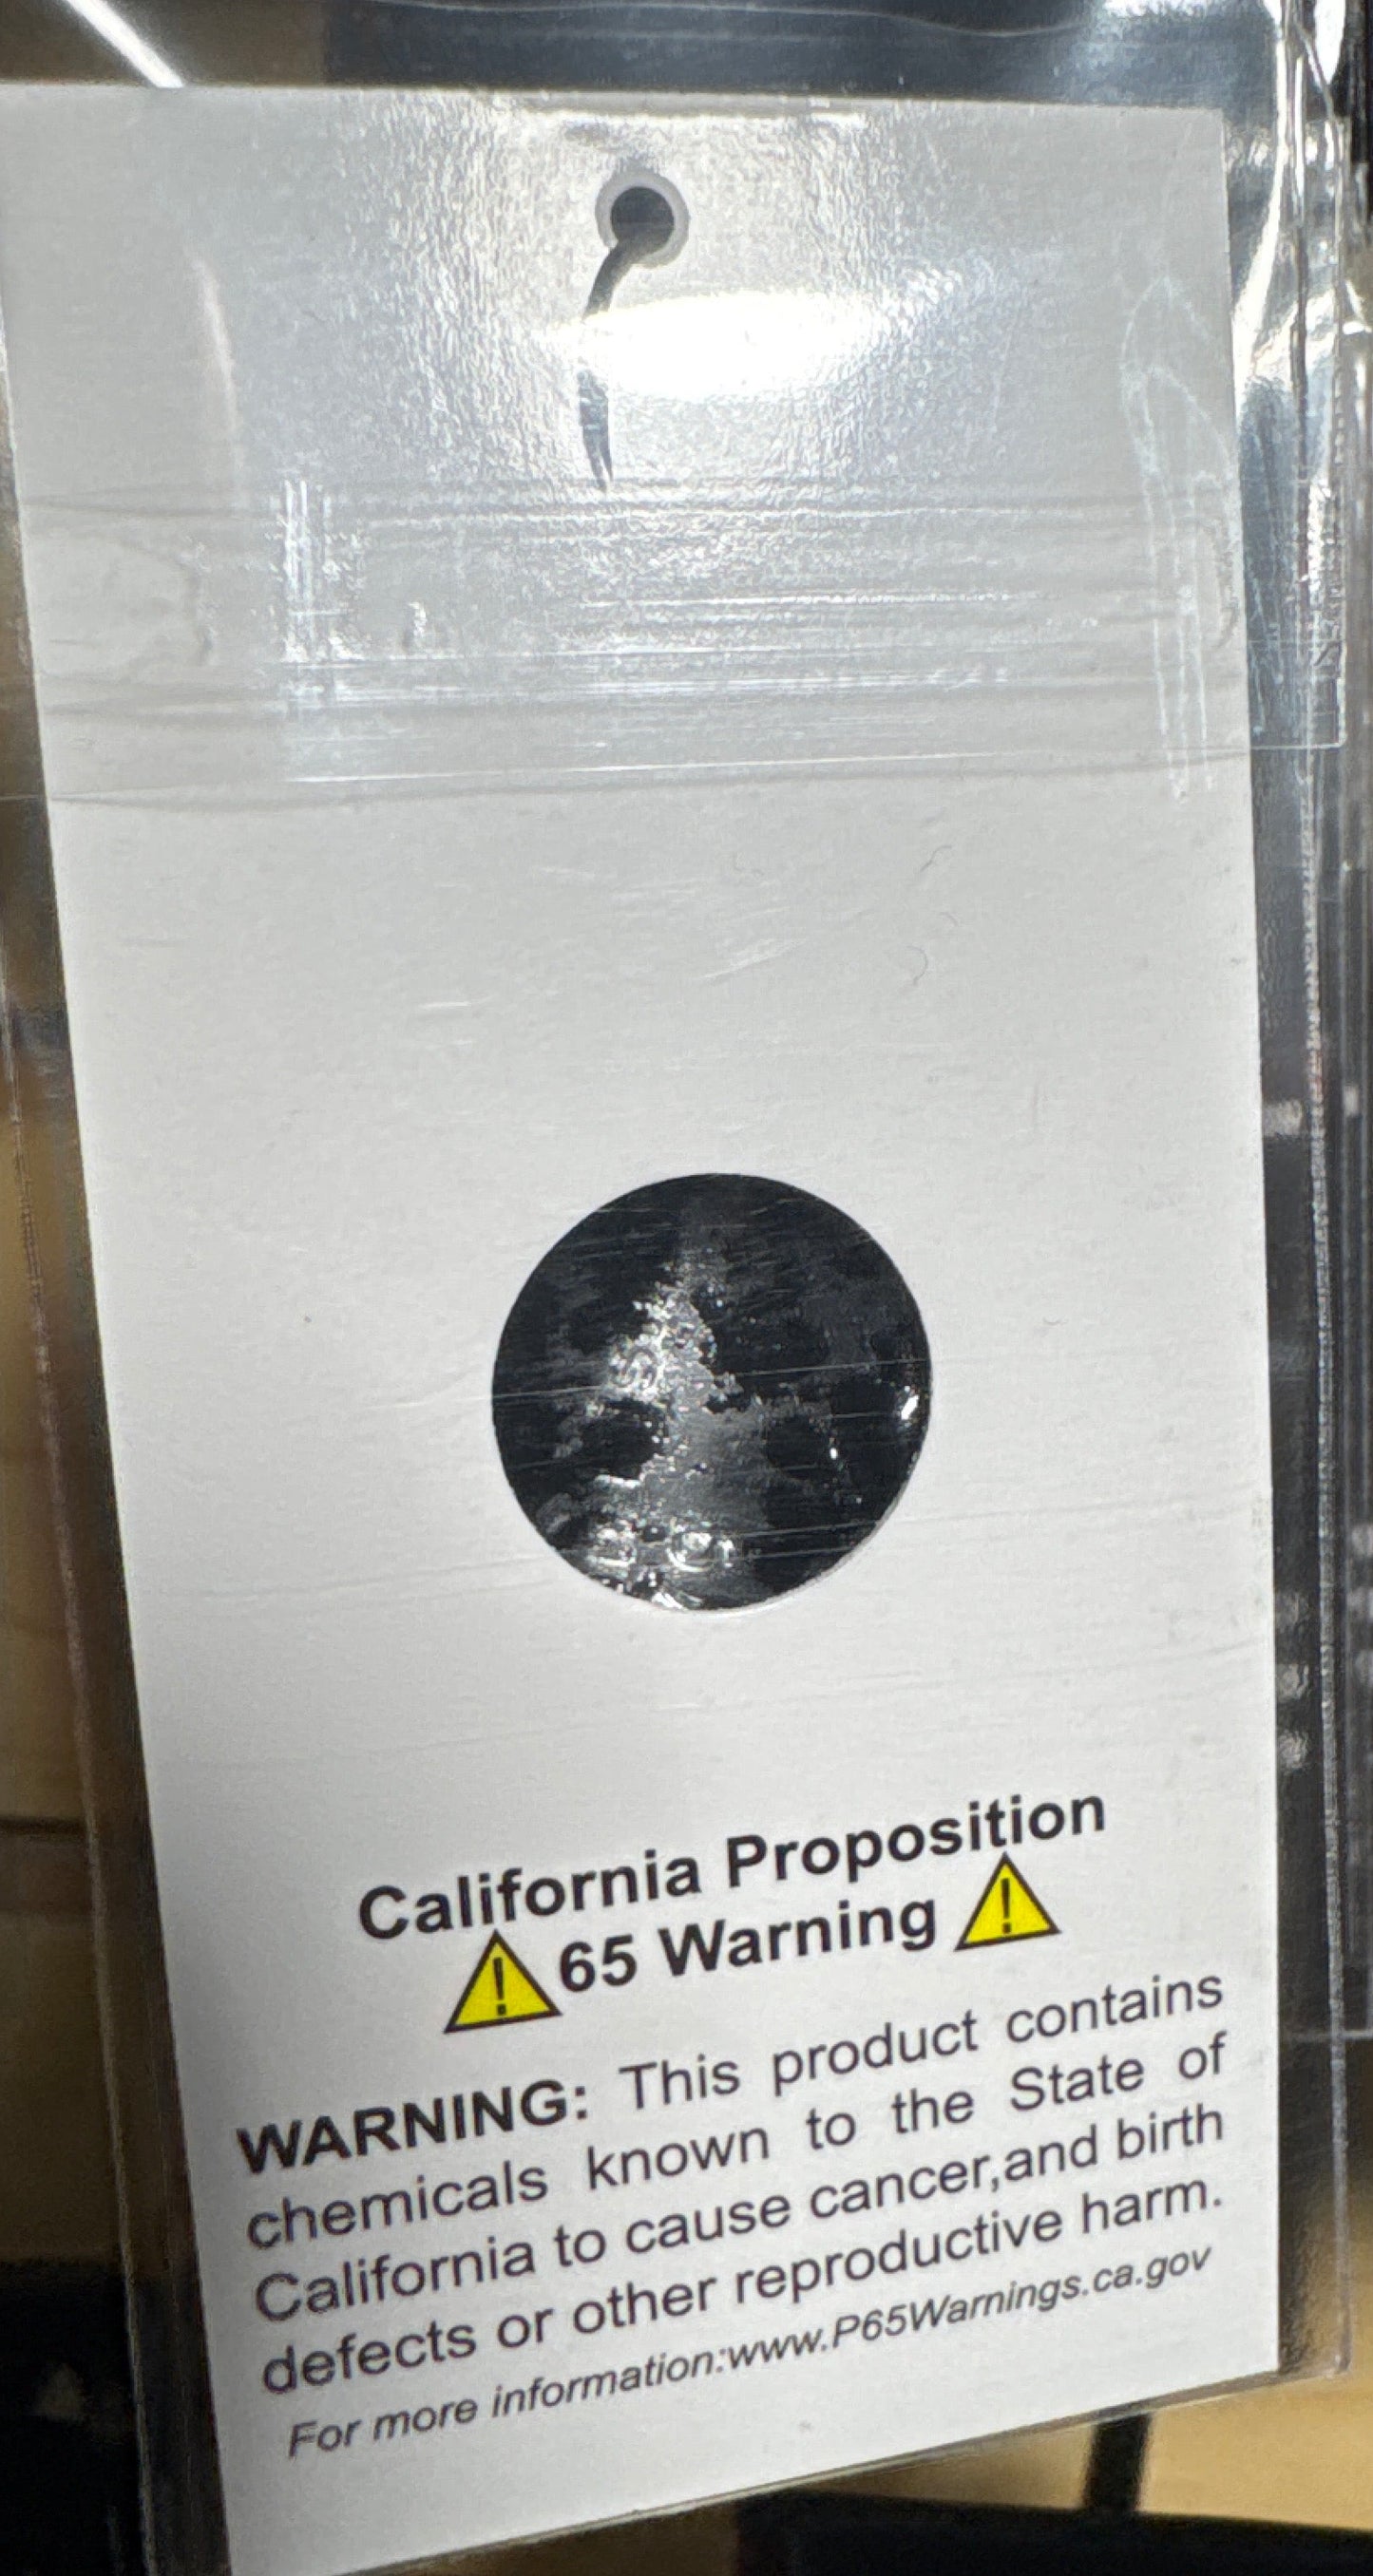 California Proposition
65 Warning
WARNING: This product contains
chemicals known to the State of
California to cause cancer,and birth
defects or other reproductive harm.
For more information:www.P65Warnings.ca.gov